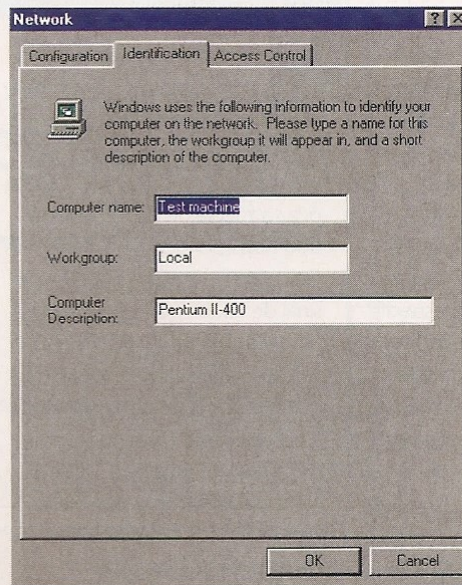 Network
Configuration Identification Access Control
Windows uses the following information to identify your
computer on the network. Please type a name for this
computer, the workgroup it will appear in, and a short
description of the computer.
Computer name: Test machine
Workgroup: Local
Computer
Description: Pentium II-400
OK Cancel